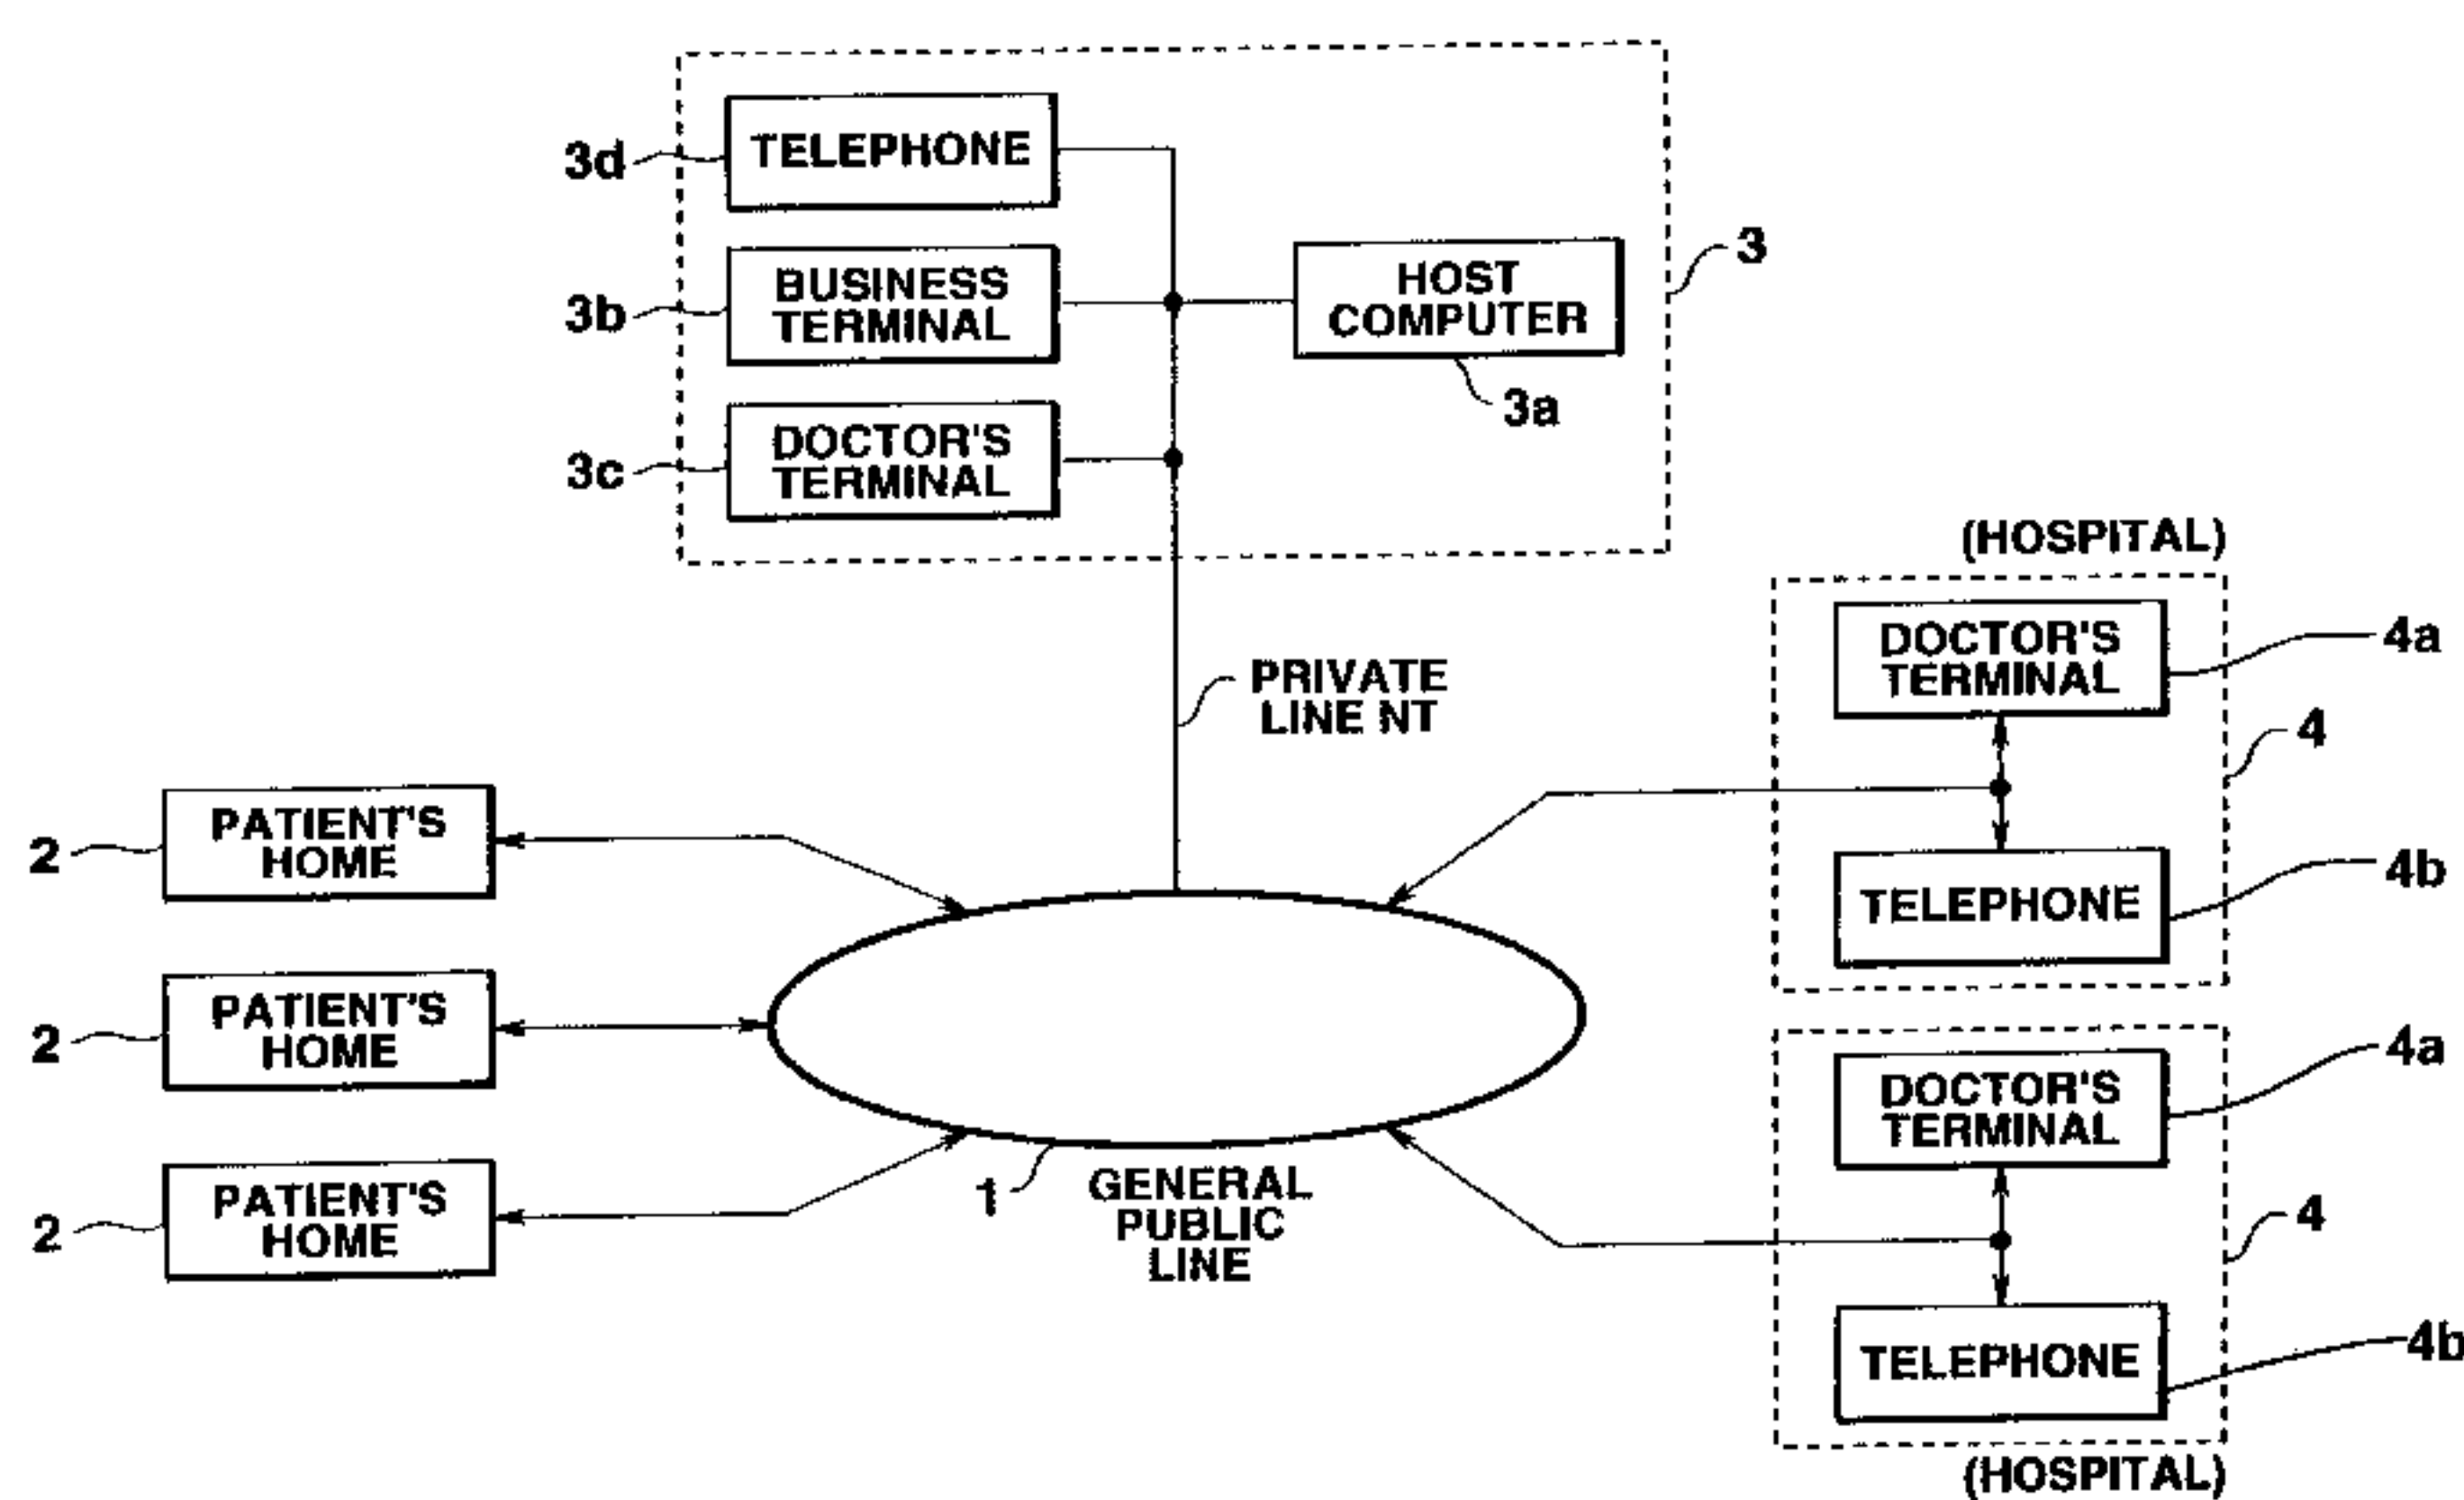 3d
TELEPHONE
3b
BUSINESS
TERMINAL
HOST
COMPUTER
3
3a
3c
DOCTOR'S
TERMINAL
(HOSPITAL)
DOCTOR'S
TERMINAL
4a
PRIVATE
LINE NT
4
2
PATIENT'S
HOME
TELEPHONE
4b
2
PATIENT'S
HOME
DOCTOR'S
TERMINAL
4a
2
PATIENT'S
HOME
1
GENERAL
PUBLIC
LINE
4
TELEPHONE
4b
(HOSPITAL)